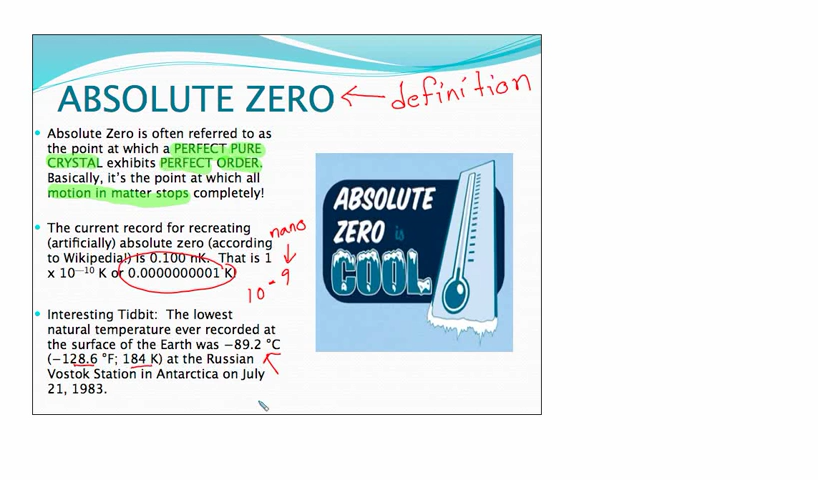 ABSOLUTE ZERO ← definition
• Absolute Zero is often referred to as
the point at which a PERFECT PURE
CRYSTAL exhibits PERFECT ORDER.
Basically, it's the point at which all
motion in matter stops completely!
• The current record for recreating
(artificially) absolute zero (according
to Wikipedia!) is 0.100 nK. That is 1
x 10⁻¹⁰ K or 0.0000000001 K)
nano
10⁻⁹
• Interesting Tidbit: The lowest
natural temperature ever recorded at
the surface of the Earth was −89.2 °C
(−128.6 °F; 184 K) at the Russian
Vostok Station in Antarctica on July
21, 1983.
ABSOLUTE
ZERO is
COOL